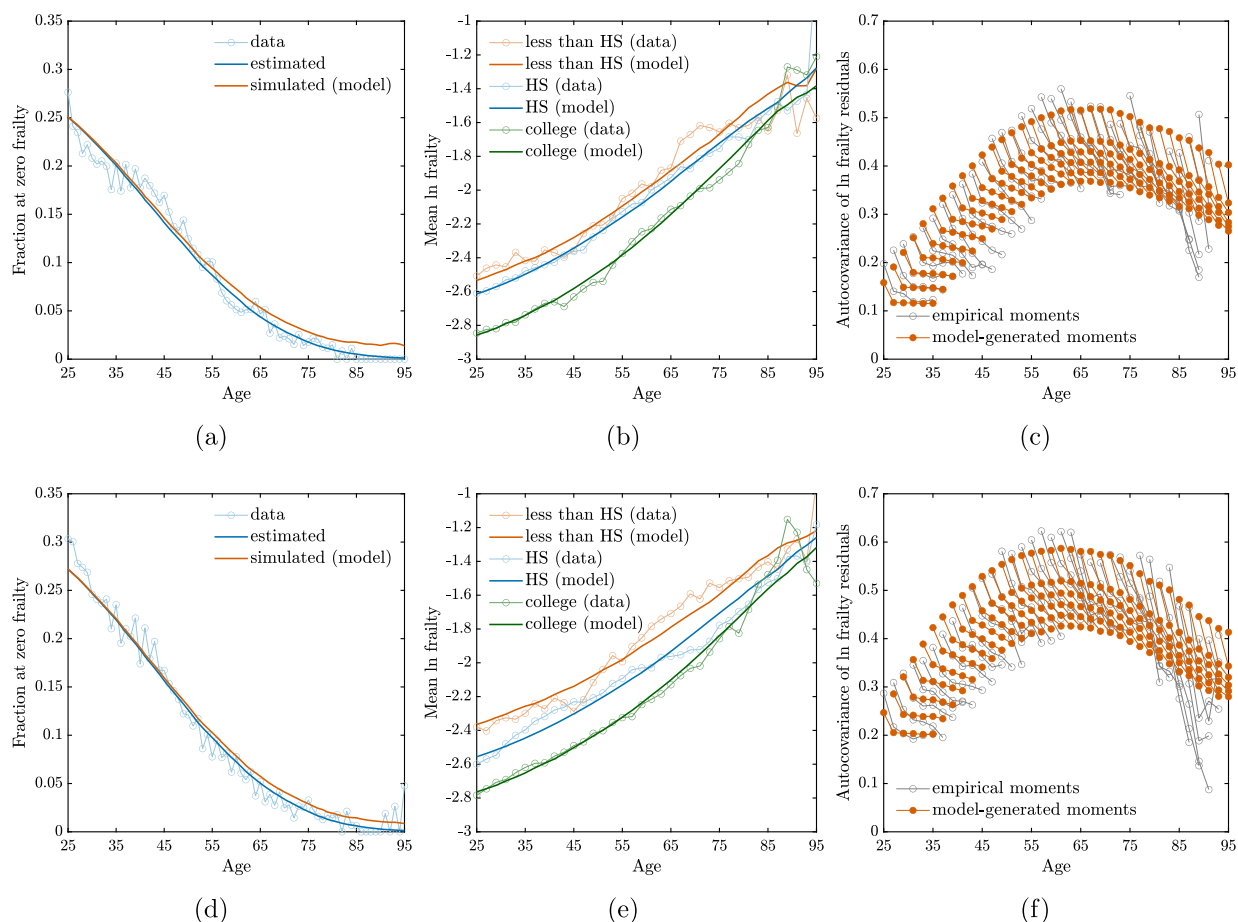 0.35
0.3
0.25
0.2
0.15
0.1
0.05
0
Fraction at zero frailty
data
estimated
simulated (model)
25 35 45 55 65 75 85 95
Age
(a)
-1
-1.2
-1.4
-1.6
-1.8
-2
-2.2
-2.4
-2.6
-2.8
-3
Mean ln frailty
less than HS (data)
less than HS (model)
HS (data)
HS (model)
college (data)
college (model)
25 35 45 55 65 75 85 95
Age
(b)
0.7
0.6
0.5
0.4
0.3
0.2
0.1
0
Autocovariance of ln frailty residuals
empirical moments
model-generated moments
25 35 45 55 65 75 85 95
Age
(c)
0.35
0.3
0.25
0.2
0.15
0.1
0.05
0
Fraction at zero frailty
data
estimated
simulated (model)
25 35 45 55 65 75 85 95
Age
(d)
-1
-1.2
-1.4
-1.6
-1.8
-2
-2.2
-2.4
-2.6
-2.8
-3
Mean ln frailty
less than HS (data)
less than HS (model)
HS (data)
HS (model)
college (data)
college (model)
25 35 45 55 65 75 85 95
Age
(e)
0.7
0.6
0.5
0.4
0.3
0.2
0.1
0
Autocovariance of ln frailty residuals
empirical moments
model-generated moments
25 35 45 55 65 75 85 95
Age
(f)